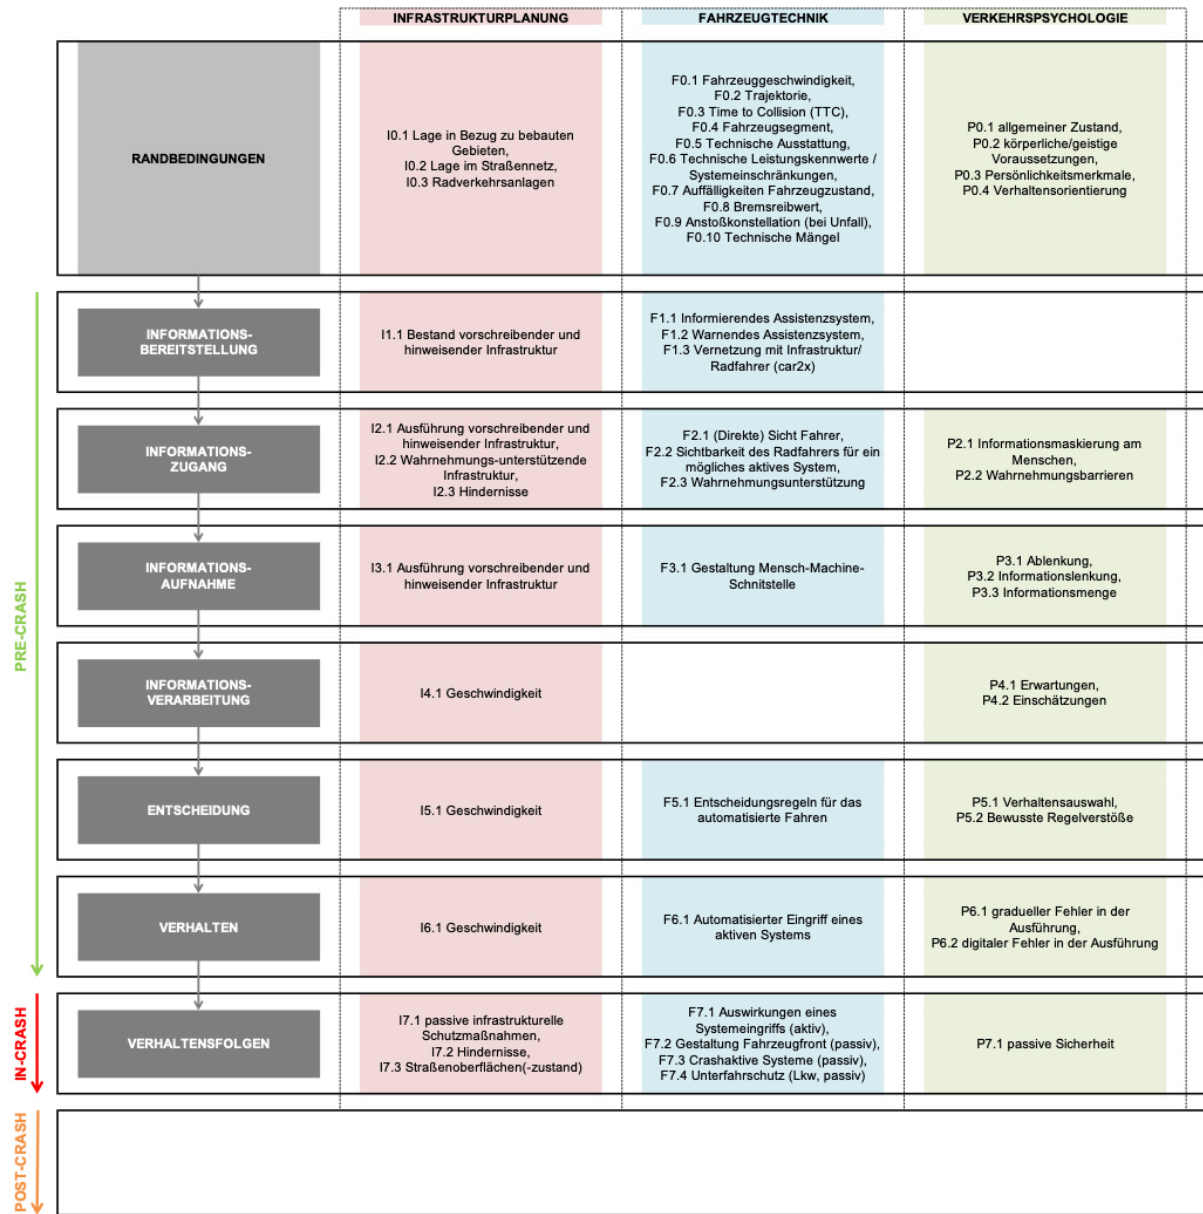 INFRASTRUKTURPLANUNG
FAHRZEUGTECHNIK
VERKEHRSPSYCHOLOGIE
RANDBEDINGUNGEN
I0.1 Lage in Bezug zu bebauten
Gebieten,
I0.2 Lage im Straßennetz,
I0.3 Radverkehrsanlagen
F0.1 Fahrzeuggeschwindigkeit,
F0.2 Trajektorie,
F0.3 Time to Collision (TTC),
F0.4 Fahrzeugsegment,
F0.5 Technische Ausstattung,
F0.6 Technische Leistungskennwerte /
Systemeinschränkungen,
F0.7 Auffälligkeiten Fahrzeugzustand,
F0.8 Bremsreibwert,
F0.9 Anstoßkonstellation (bei Unfall),
F0.10 Technische Mängel
P0.1 allgemeiner Zustand,
P0.2 körperliche/geistige
Voraussetzungen,
P0.3 Persönlichkeitsmerkmale,
P0.4 Verhaltensorientierung
PRE-CRASH
INFORMATIONS-
BEREITSTELLUNG
I1.1 Bestand vorschreibender und
hinweisender Infrastruktur
F1.1 Informierendes Assistenzsystem,
F1.2 Warnendes Assistenzsystem,
F1.3 Vernetzung mit Infrastruktur/
Radfahrer (car2x)
INFORMATIONS-
ZUGANG
I2.1 Ausführung vorschreibender und
hinweisender Infrastruktur,
I2.2 Wahrnehmungs-unterstützende
Infrastruktur,
I2.3 Hindernisse
F2.1 (Direkte) Sicht Fahrer,
F2.2 Sichtbarkeit des Radfahrers für ein
mögliches aktives System,
F2.3 Wahrnehmungsunterstützung
P2.1 Informationsmaskierung am
Menschen,
P2.2 Wahrnehmungsbarrieren
INFORMATIONS-
AUFNAHME
I3.1 Ausführung vorschreibender und
hinweisender Infrastruktur
F3.1 Gestaltung Mensch-Machine-
Schnitstelle
P3.1 Ablenkung,
P3.2 Informationslenkung,
P3.3 Informationsmenge
INFORMATIONS-
VERARBEITUNG
I4.1 Geschwindigkeit
P4.1 Erwartungen,
P4.2 Einschätzungen
ENTSCHEIDUNG
I5.1 Geschwindigkeit
F5.1 Entscheidungsregeln für das
automatisierte Fahren
P5.1 Verhaltensauswahl,
P5.2 Bewusste Regelverstöße
VERHALTEN
I6.1 Geschwindigkeit
F6.1 Automatisierter Eingriff eines
aktiven Systems
P6.1 gradueller Fehler in der
Ausführung,
P6.2 digitaler Fehler in der Ausführung
IN-CRASH
VERHALTENSFOLGEN
I7.1 passive infrastrukturelle
Schutzmaßnahmen,
I7.2 Hindernisse,
I7.3 Straßenoberflächen(-zustand)
F7.1 Auswirkungen eines
Systemeingriffs (aktiv),
F7.2 Gestaltung Fahrzeugfront (passiv),
F7.3 Crashaktive Systeme (passiv),
F7.4 Unterfahrschutz (Lkw, passiv)
P7.1 passive Sicherheit
POST-CRASH